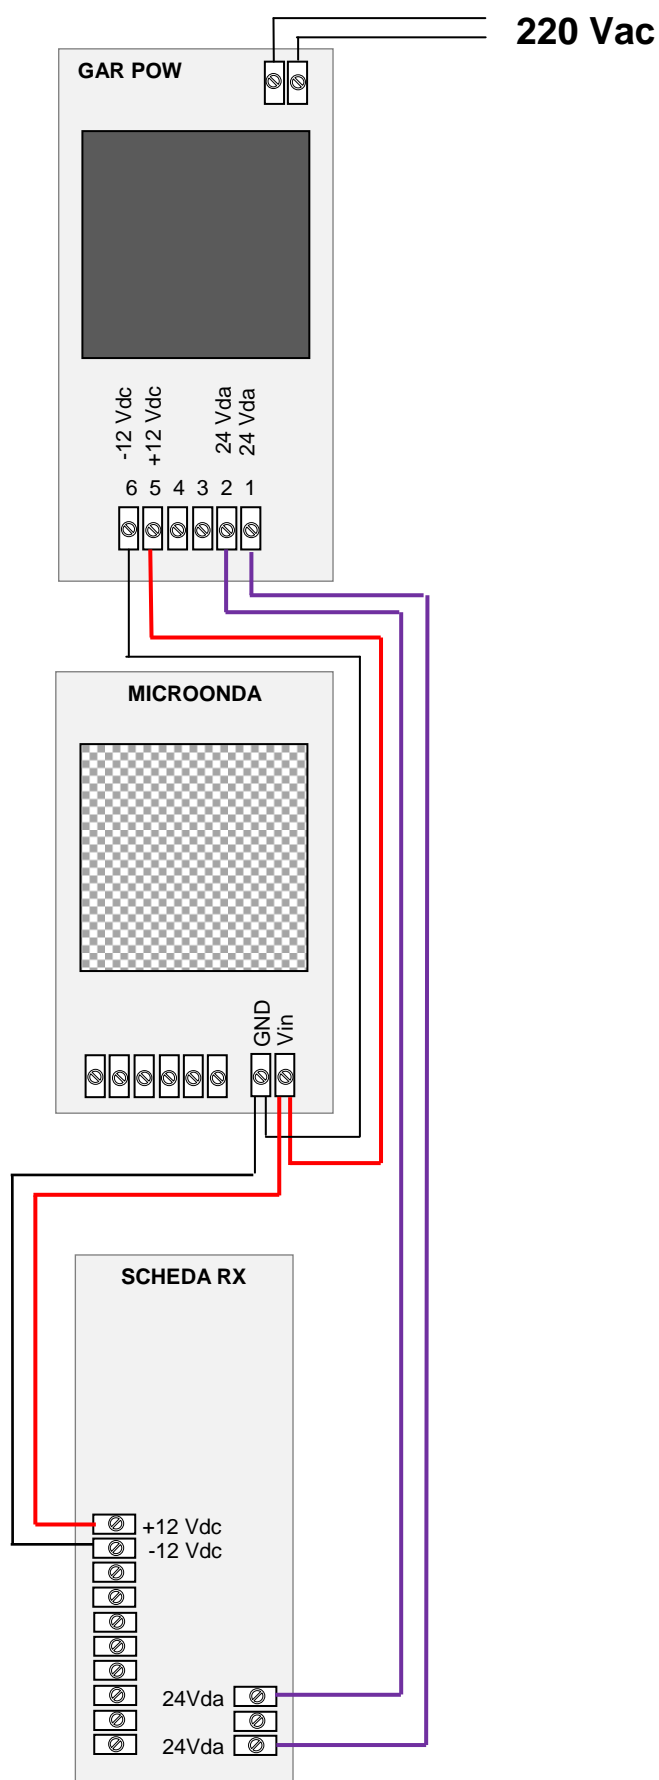 220 Vac
GAR POW
-12 Vdc
+12 Vdc
24 Vda
24 Vda
6 5 4 3 2 1
MICROONDA
GND
Vin
SCHEDA RX
+12 Vdc
-12 Vdc
24Vda
24Vda